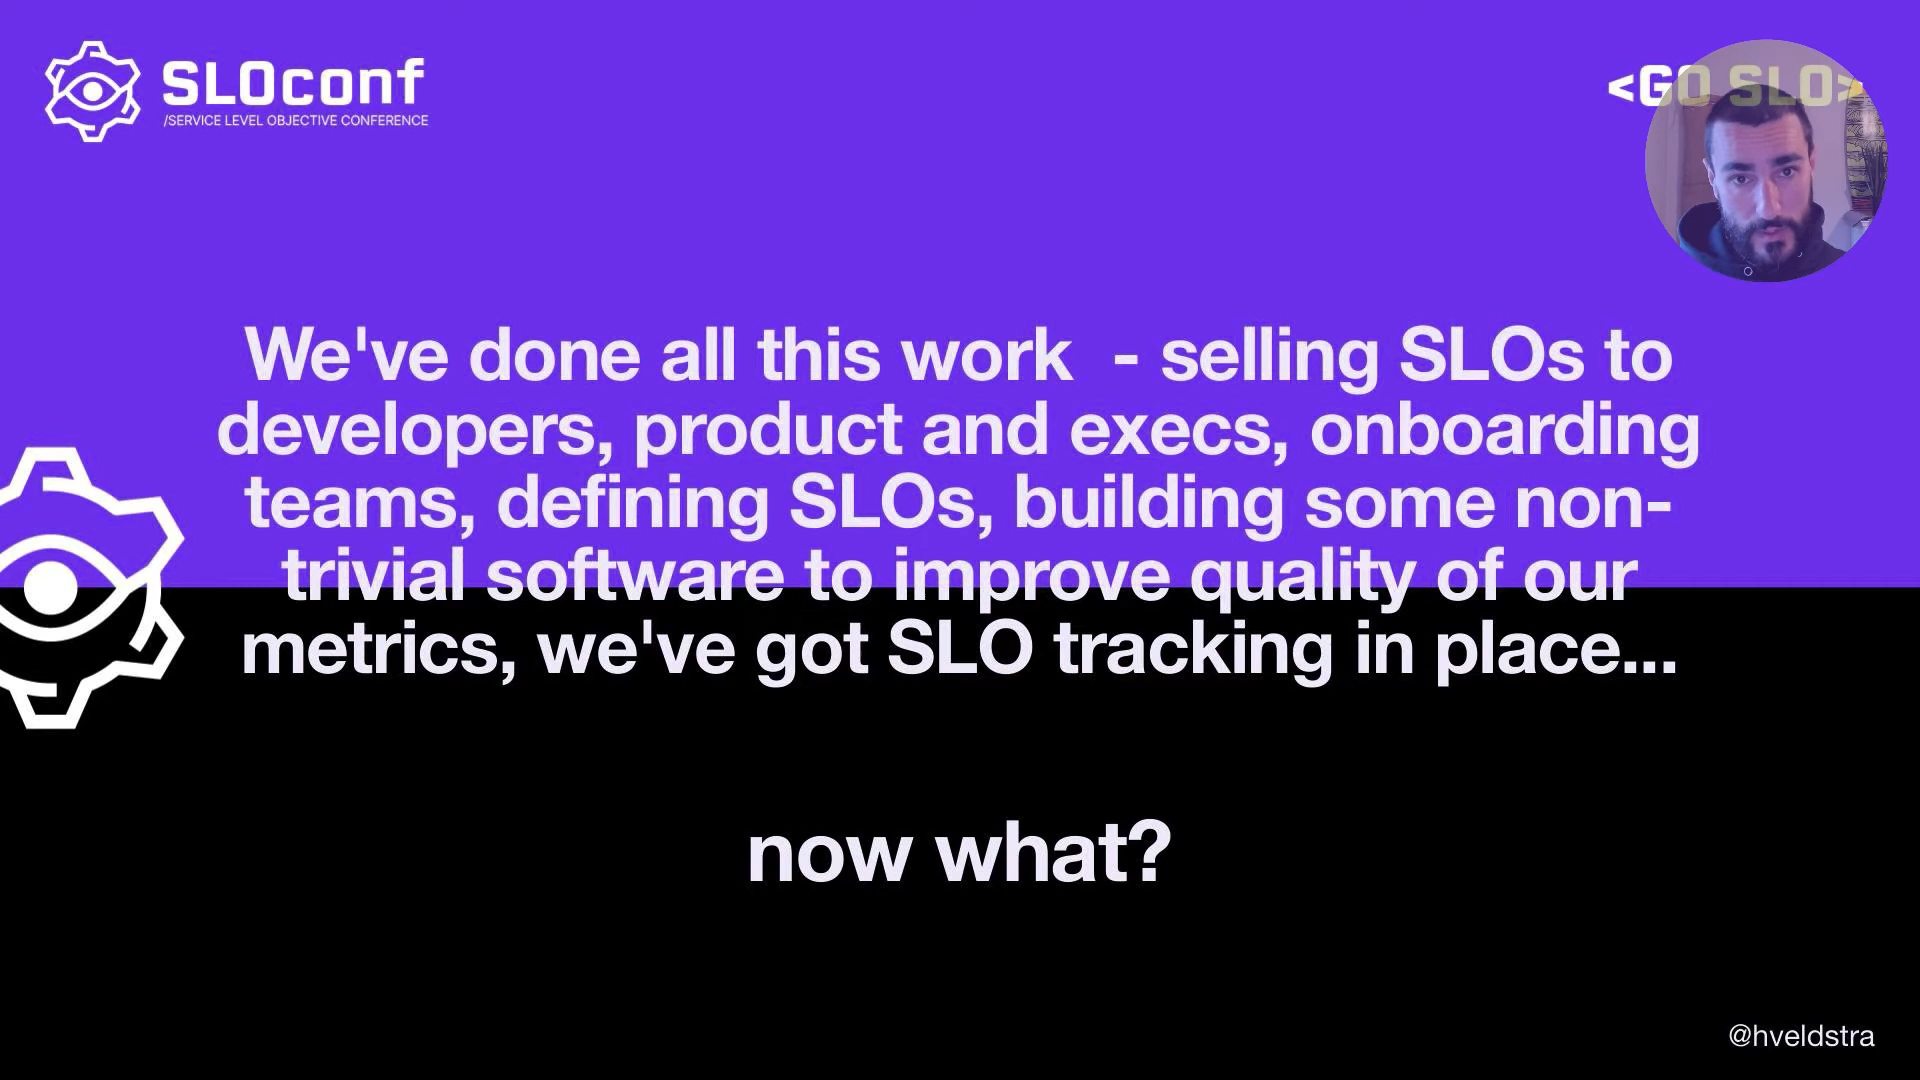 SLOconf
/SERVICE LEVEL OBJECTIVE CONFERENCE
<GO SLO>
We've done all this work  - selling SLOs to
developers, product and execs, onboarding
teams, defining SLOs, building some non-
trivial software to improve quality of our
metrics, we've got SLO tracking in place...
now what?
@hveldstra